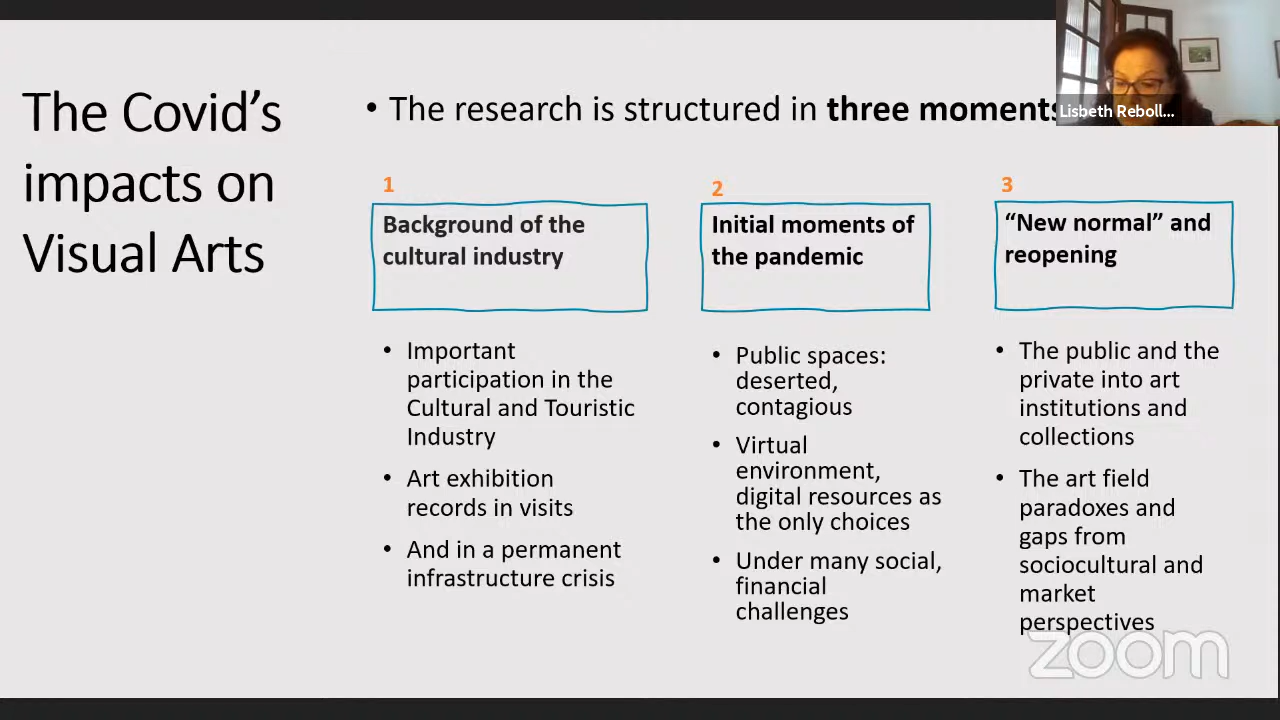 The Covid's
impacts on
Visual Arts
• The research is structured in three moments
Lisbeth Reboll...
1
Background of the
cultural industry
• Important
participation in the
Cultural and Touristic
Industry
• Art exhibition
records in visits
• And in a permanent
infrastructure crisis
2
Initial moments of
the pandemic
• Public spaces:
deserted,
contagious
• Virtual
environment,
digital resources as
the only choices
• Under many social,
financial
challenges
3
“New normal” and
reopening
• The public and the
private into art
institutions and
collections
• The art field
paradoxes and
gaps from
sociocultural and
market
perspectives
zoom